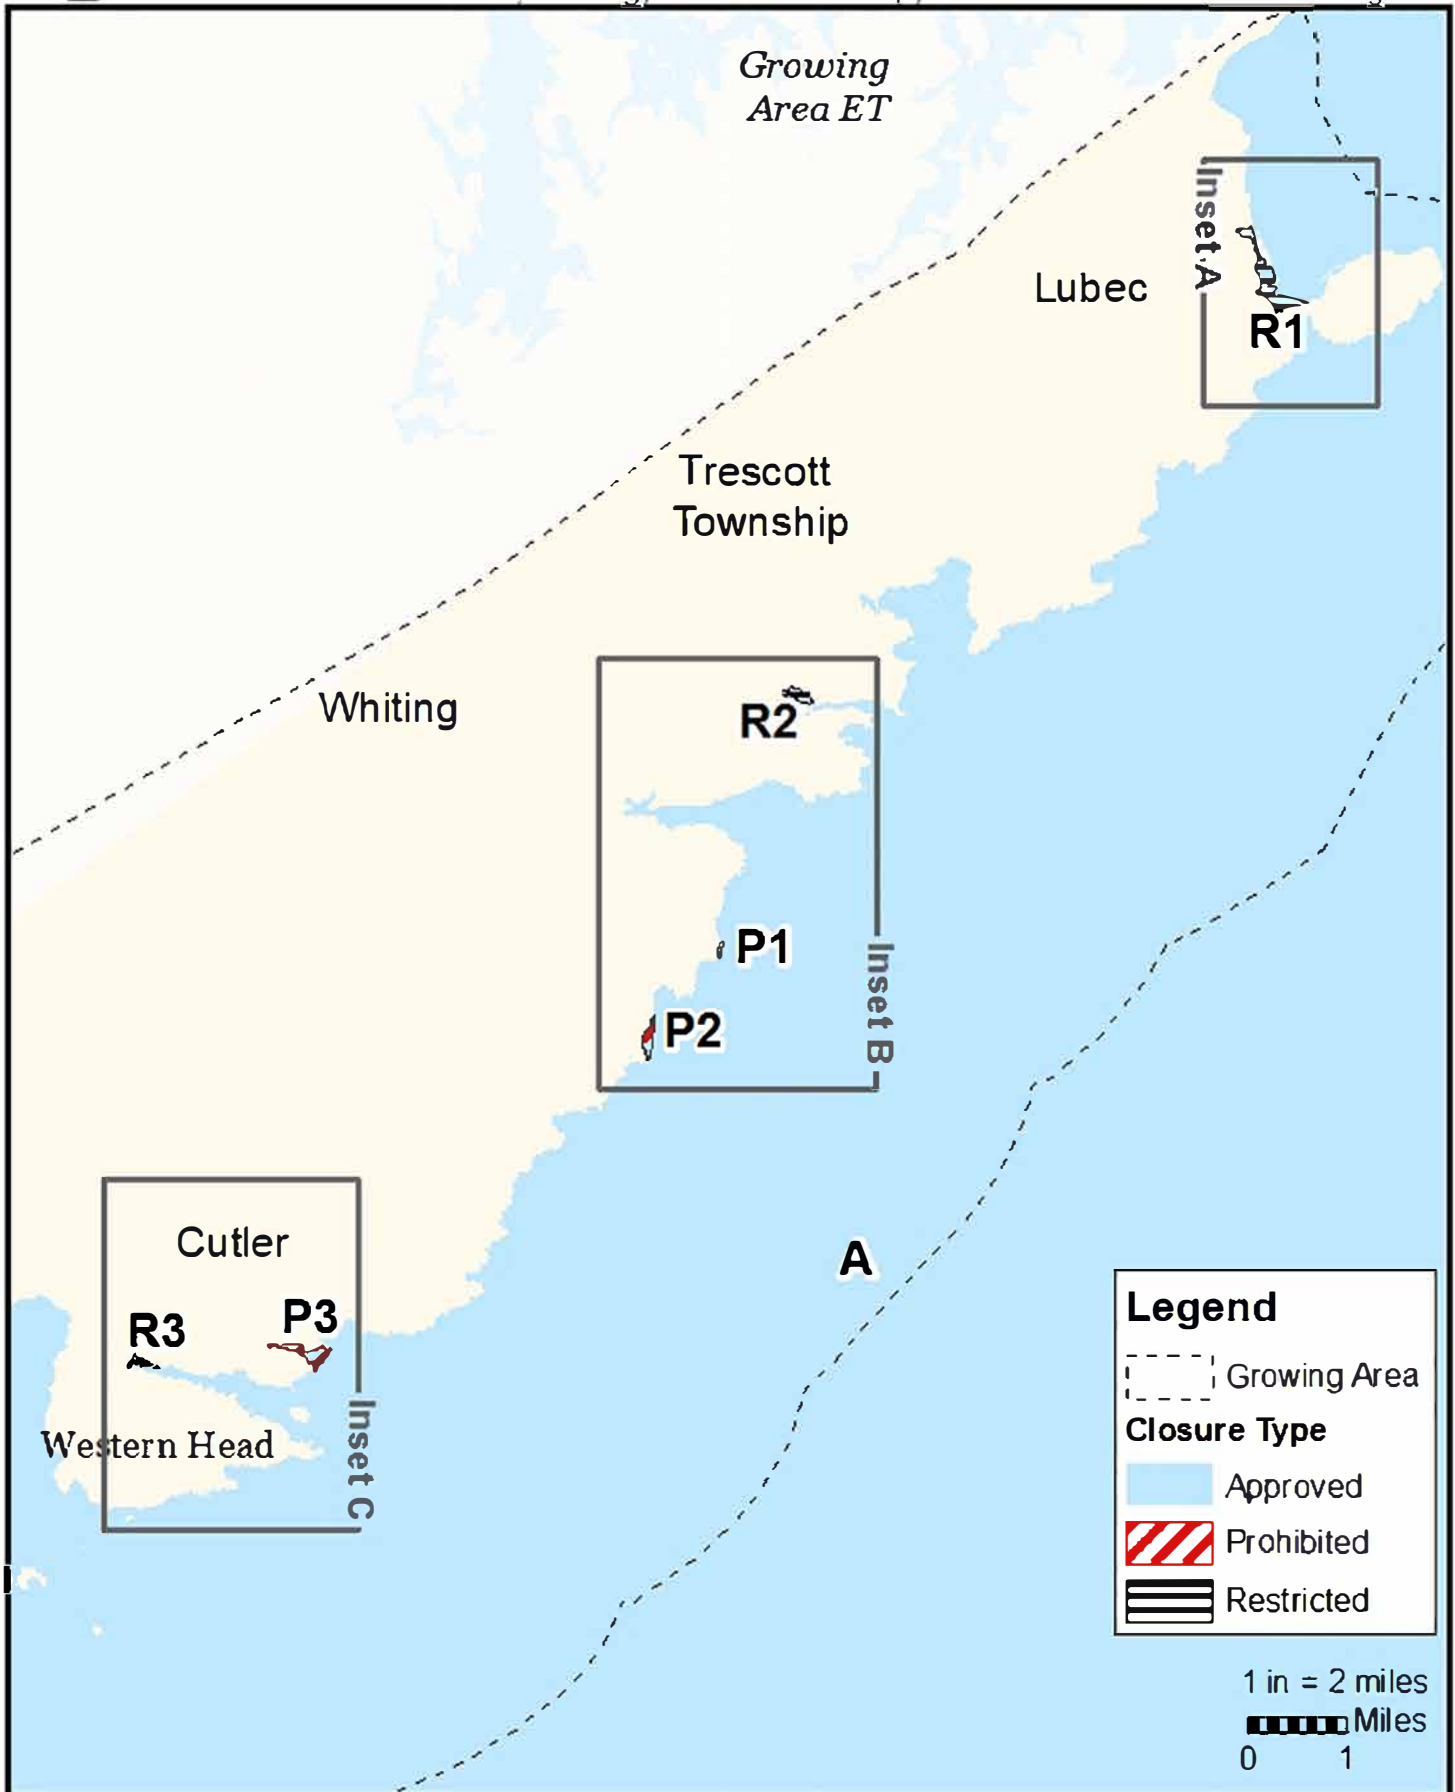 Growing
Area ET
Inset A
Lubec
R1
Trescott
Township
Whiting
R2
P1
Inset B
P2
A
Cutler
R3
P3
Western Head
Inset C
Legend
Growing Area
Closure Type
Approved
Prohibited
Restricted
1 in = 2 miles
Miles
0 1